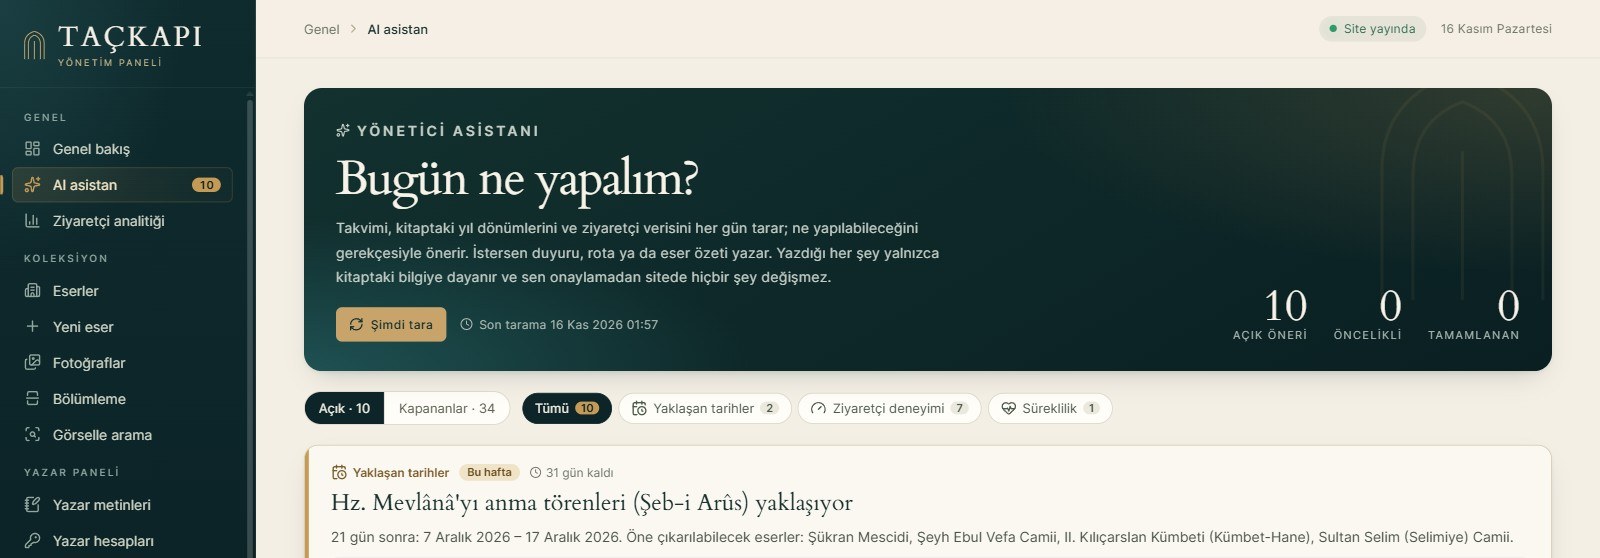 TAÇKAPI
YÖNETİM PANELİ
GENEL
Genel bakış
AI asistan 10
Ziyaretçi analitiği
KOLEKSİYON
Eserler
Yeni eser
Fotoğraflar
Bölümleme
Görselle arama
YAZAR PANELİ
Yazar metinleri
Yazar hesapları
Genel > AI asistan
Site yayında 16 Kasım Pazartesi
YÖNETİCİ ASİSTANI
Bugün ne yapalım?
Takvimi, kitaptaki yıl dönümlerini ve ziyaretçi verisini her gün tarar; ne yapılabileceğini
gerekçesiyle önerir. İstersen duyuru, rota ya da eser özeti yazar. Yazdığı her şey yalnızca
kitaptaki bilgiye dayanır ve sen onaylamadan sitede hiçbir şey değişmez.
Şimdi tara Son tarama 16 Kas 2026 01:57
10 0 0
AÇIK ÖNERİ ÖNCELİKLİ TAMAMLANAN
Açık · 10 Kapananlar · 34 Tümü 10 Yaklaşan tarihler 2 Ziyaretçi deneyimi 7 Süreklilik 1
Yaklaşan tarihler Bu hafta 31 gün kaldı
Hz. Mevlânâ'yı anma törenleri (Şeb-i Arûs) yaklaşıyor
21 gün sonra: 7 Aralık 2026 – 17 Aralık 2026. Öne çıkarılabilecek eserler: Şükran Mescidi, Şeyh Ebul Vefa Camii, II. Kılıçarslan Kümbeti (Kümbet-Hane), Sultan Selim (Selimiye) Camii.